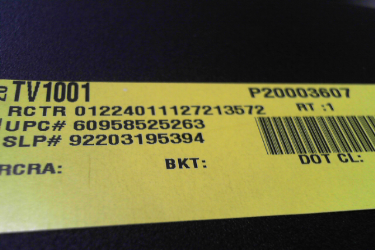 TV1001 P20003607
RCTR 01224011127213572 RT :1
UPC# 60958525263
SLP# 92203195394
RCRA: BKT: DOT CL: